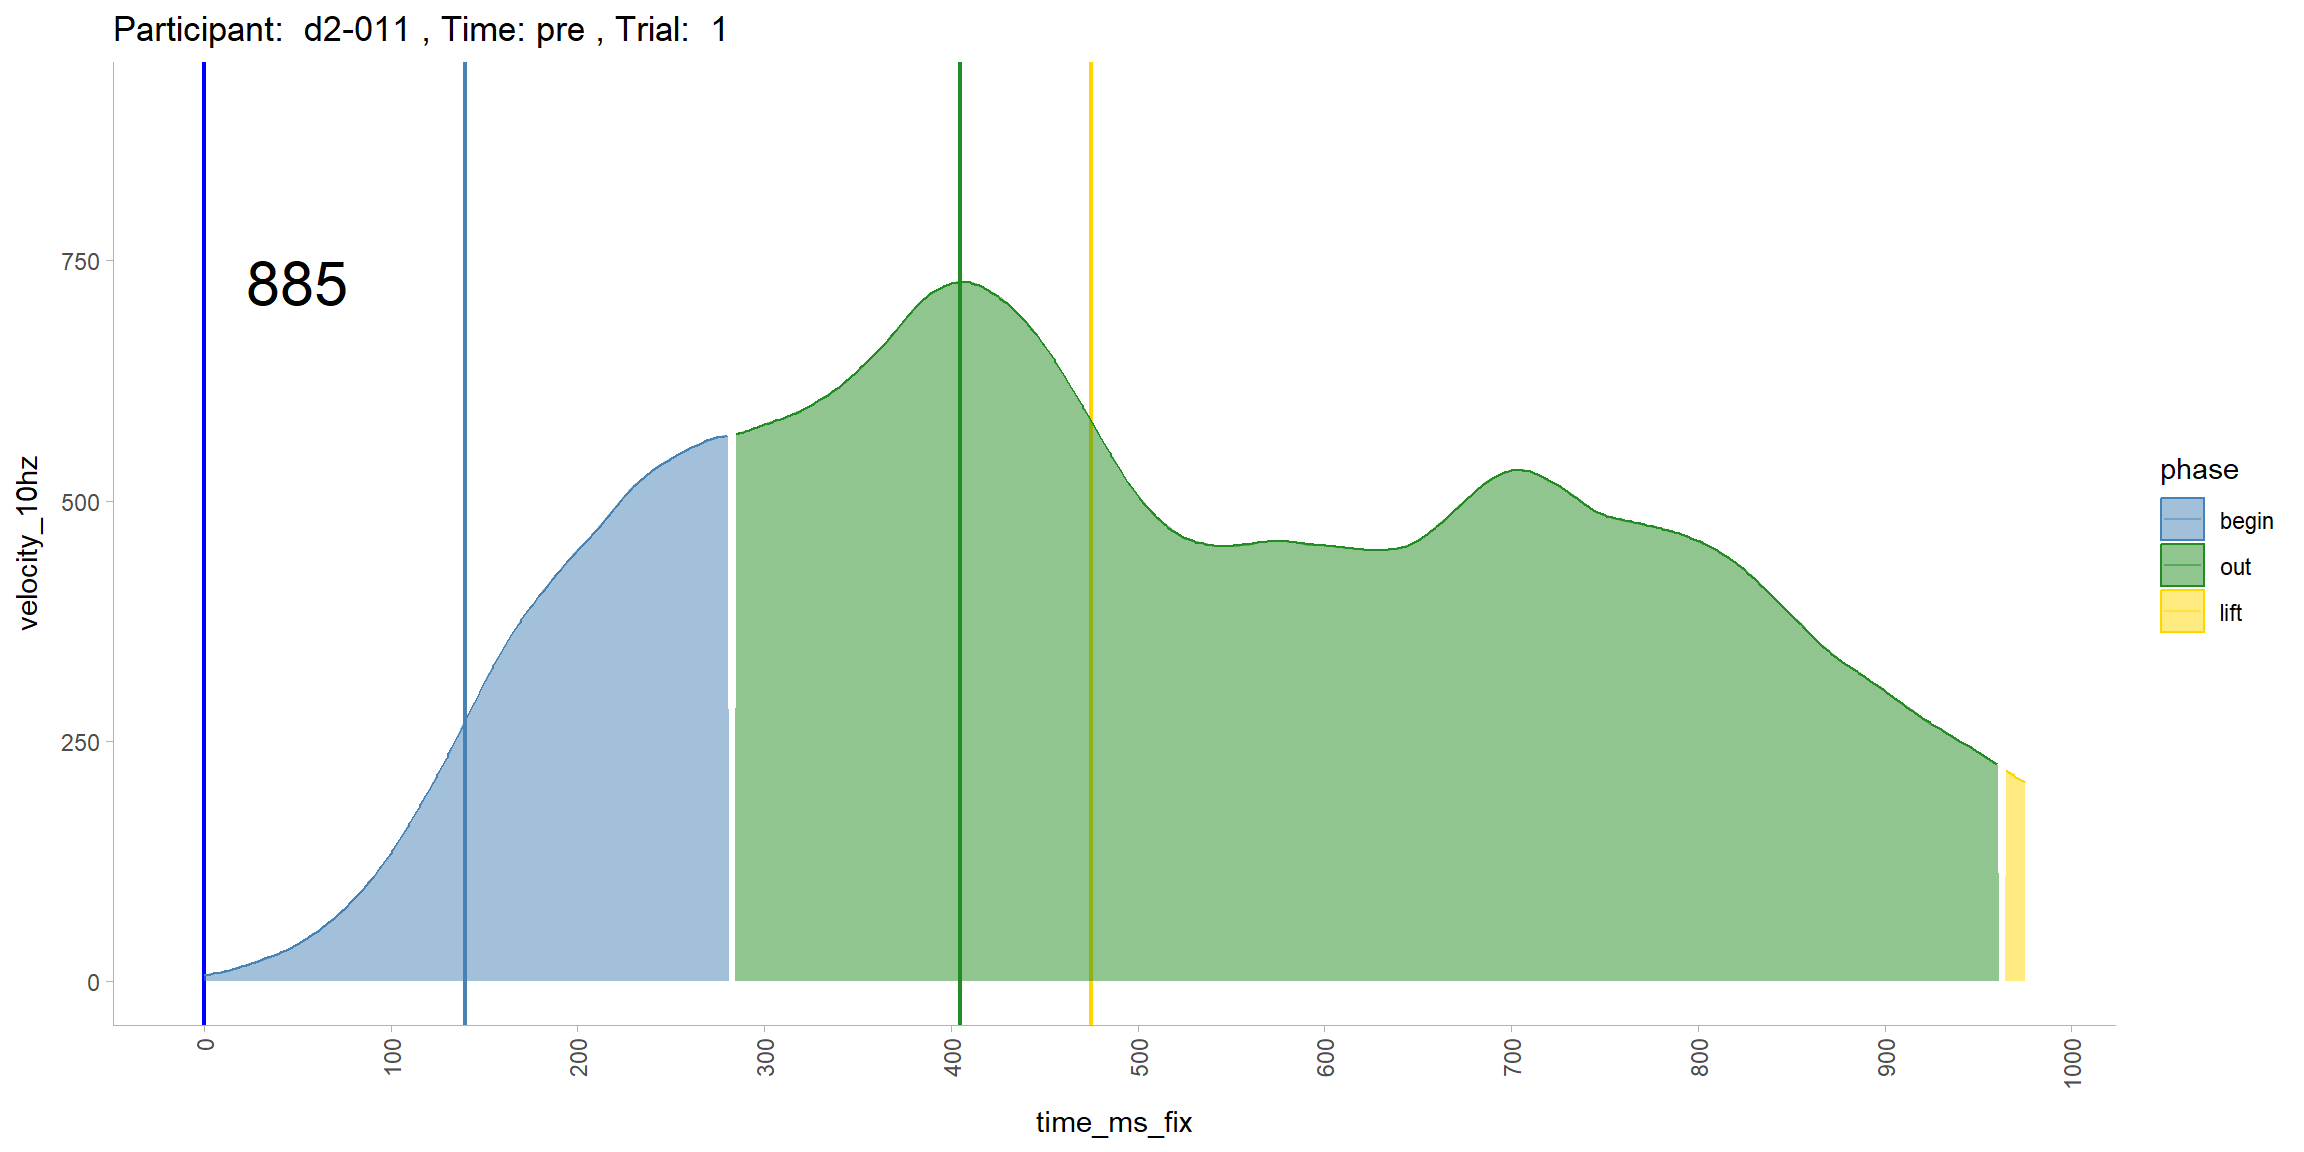 Participant:  d2-011 , Time: pre , Trial:  1
885
velocity_10hz
750
500
250
0
0
100
200
300
400
500
600
700
800
900
1000
time_ms_fix
phase
begin
out
lift